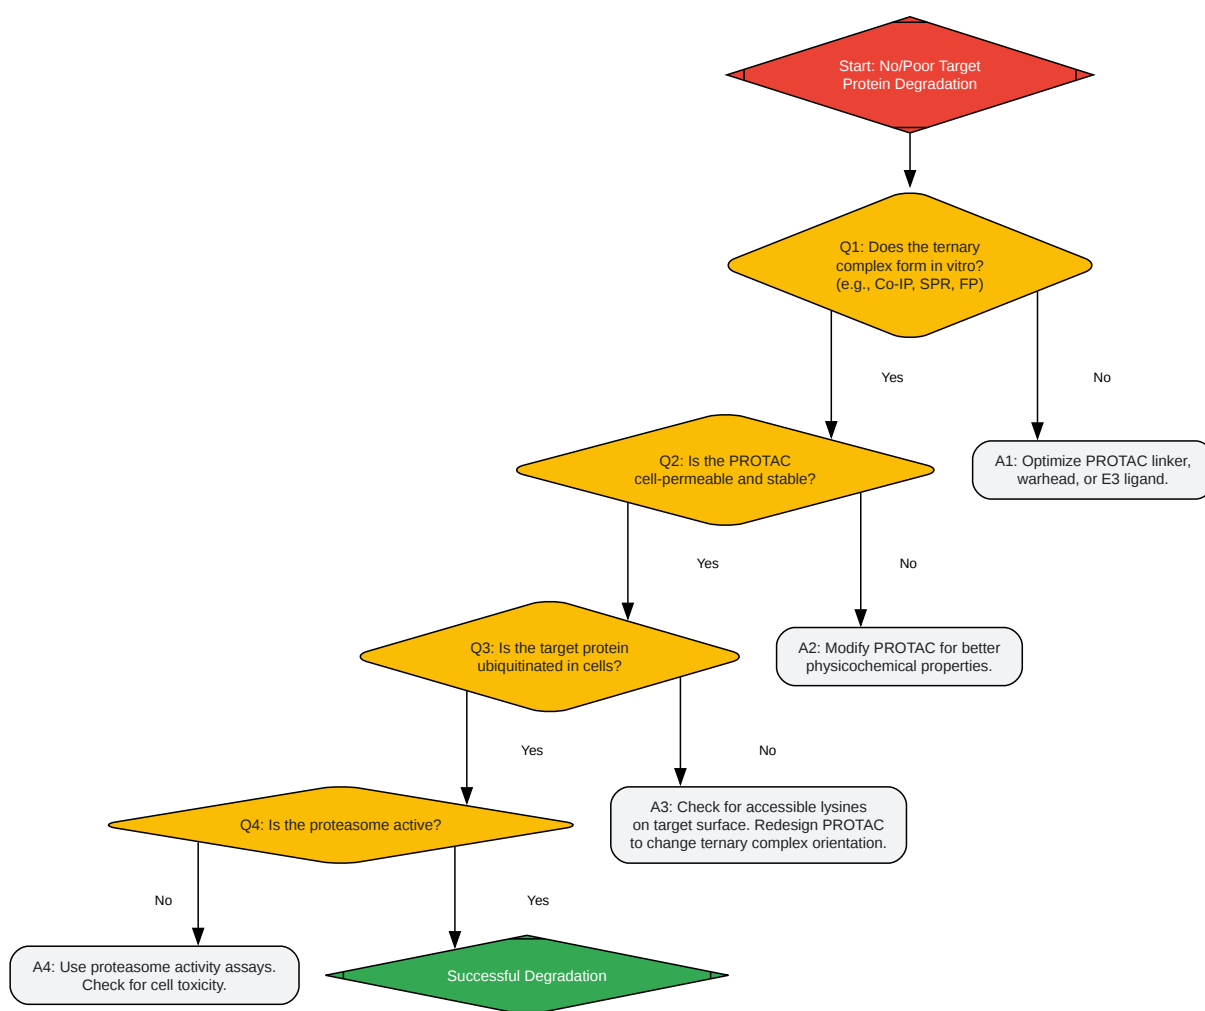 Start: No/Poor Target
Protein Degradation
Q1: Does the ternary
complex form in vitro?
(e.g., Co-IP, SPR, FP)
Yes
No
Q2: Is the PROTAC
cell-permeable and stable?
A1: Optimize PROTAC linker,
warhead, or E3 ligand.
Yes
No
Q3: Is the target protein
ubiquitinated in cells?
A2: Modify PROTAC for better
physicochemical properties.
Yes
No
Q4: Is the proteasome active?
A3: Check for accessible lysines
on target surface. Redesign PROTAC
to change ternary complex orientation.
No
Yes
A4: Use proteasome activity assays.
Check for cell toxicity.
Successful Degradation